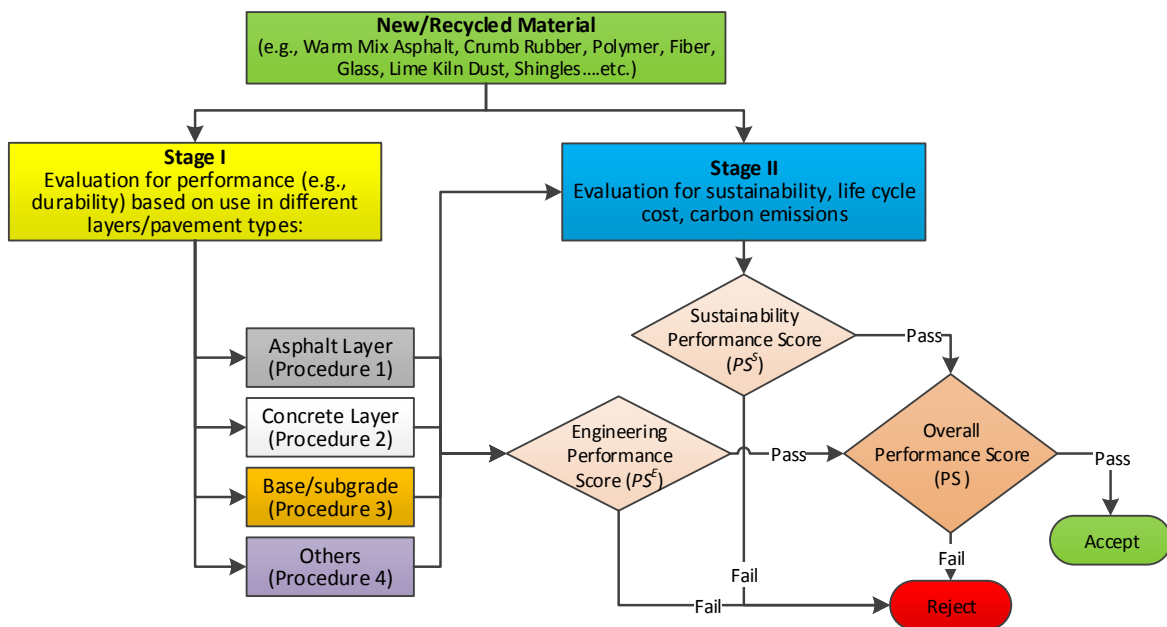 New/Recycled Material
(e.g., Warm Mix Asphalt, Crumb Rubber, Polymer, Fiber,
Glass, Lime Kiln Dust, Shingles....etc.)
Stage I
Evaluation for performance (e.g.,
durability) based on use in different
layers/pavement types:
Stage II
Evaluation for sustainability, life cycle
cost, carbon emissions
Asphalt Layer
(Procedure 1)
Concrete Layer
(Procedure 2)
Base/subgrade
(Procedure 3)
Others
(Procedure 4)
Sustainability
Performance Score
(PS^S)
Pass
Engineering
Performance
Score (PS^E)
Pass
Overall
Performance Score
(PS )
Pass
Accept
Fail
Fail
Fail
Reject